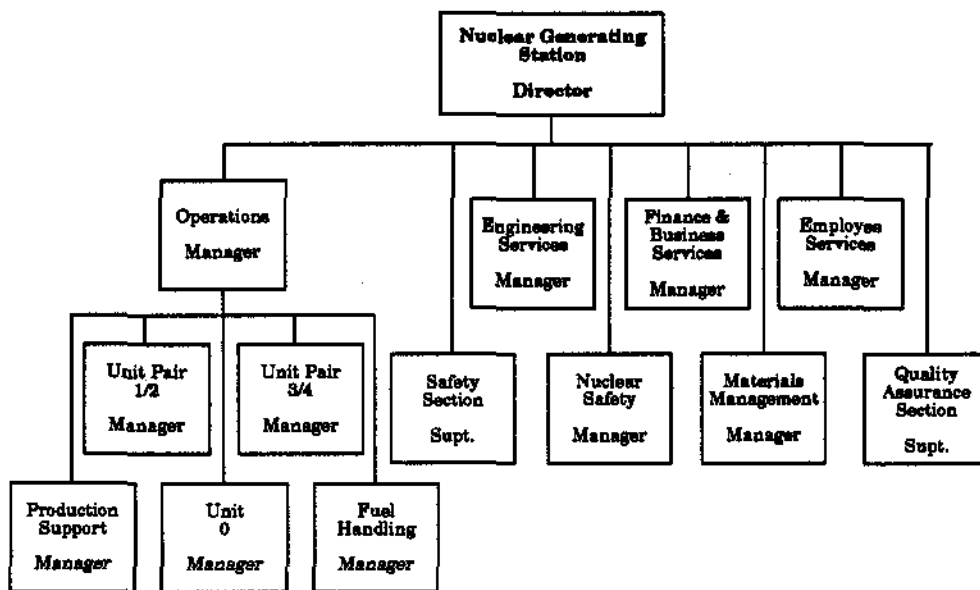 Nuclear Generating
Station
Director
Operations
Manager
Engineering
Services
Manager
Finance &
Business
Services
Manager
Employee
Services
Manager
Unit Pair
1/2
Manager
Unit Pair
3/4
Manager
Safety
Section
Supt.
Nuclear
Safety
Manager
Materials
Management
Manager
Quality
Assurance
Section
Supt.
Production
Support
Manager
Unit
0
Manager
Fuel
Handling
Manager